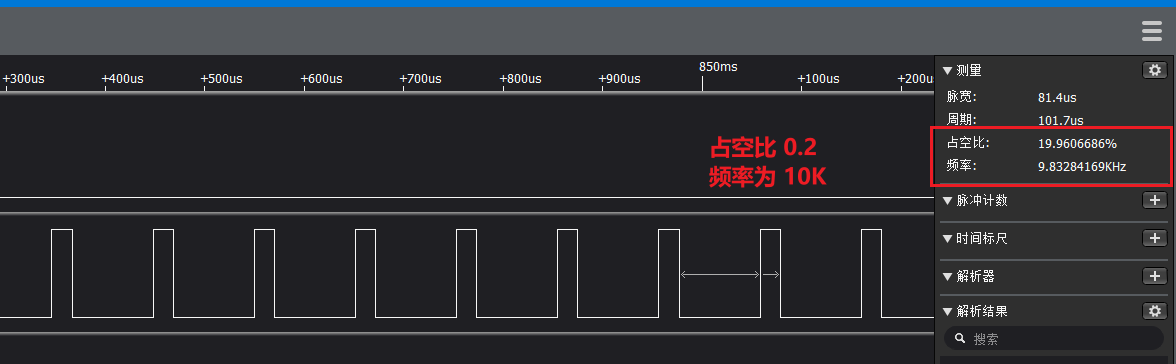 +300us +400us +500us +600us +700us +800us +900us 850ms +100us +200us
占空比 0.2
频率为 10K
测量
脉宽: 81.4us
周期: 101.7us
占空比: 19.9606686%
频率: 9.83284169KHz
脉冲计数
时间标尺
解析器
解析结果
搜索